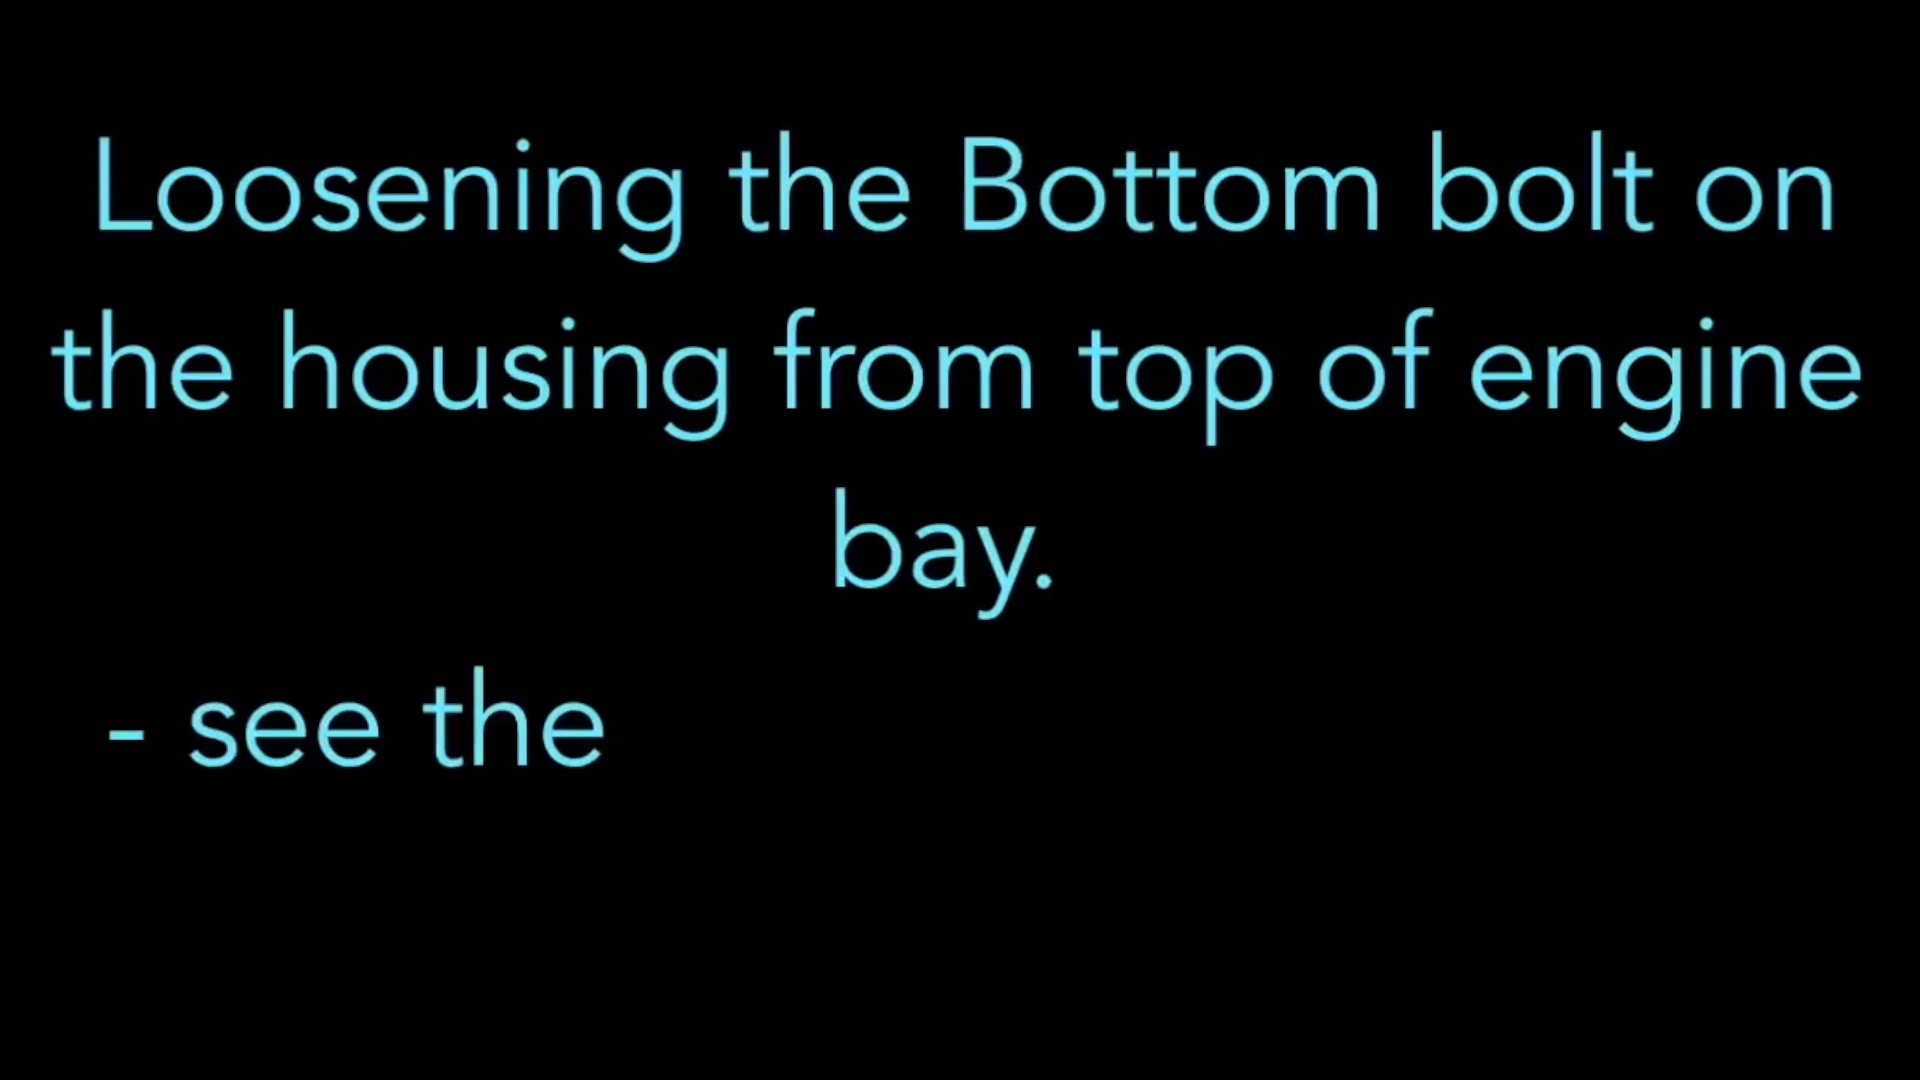 Loosening the Bottom bolt on
the housing from top of engine
bay.
- see the